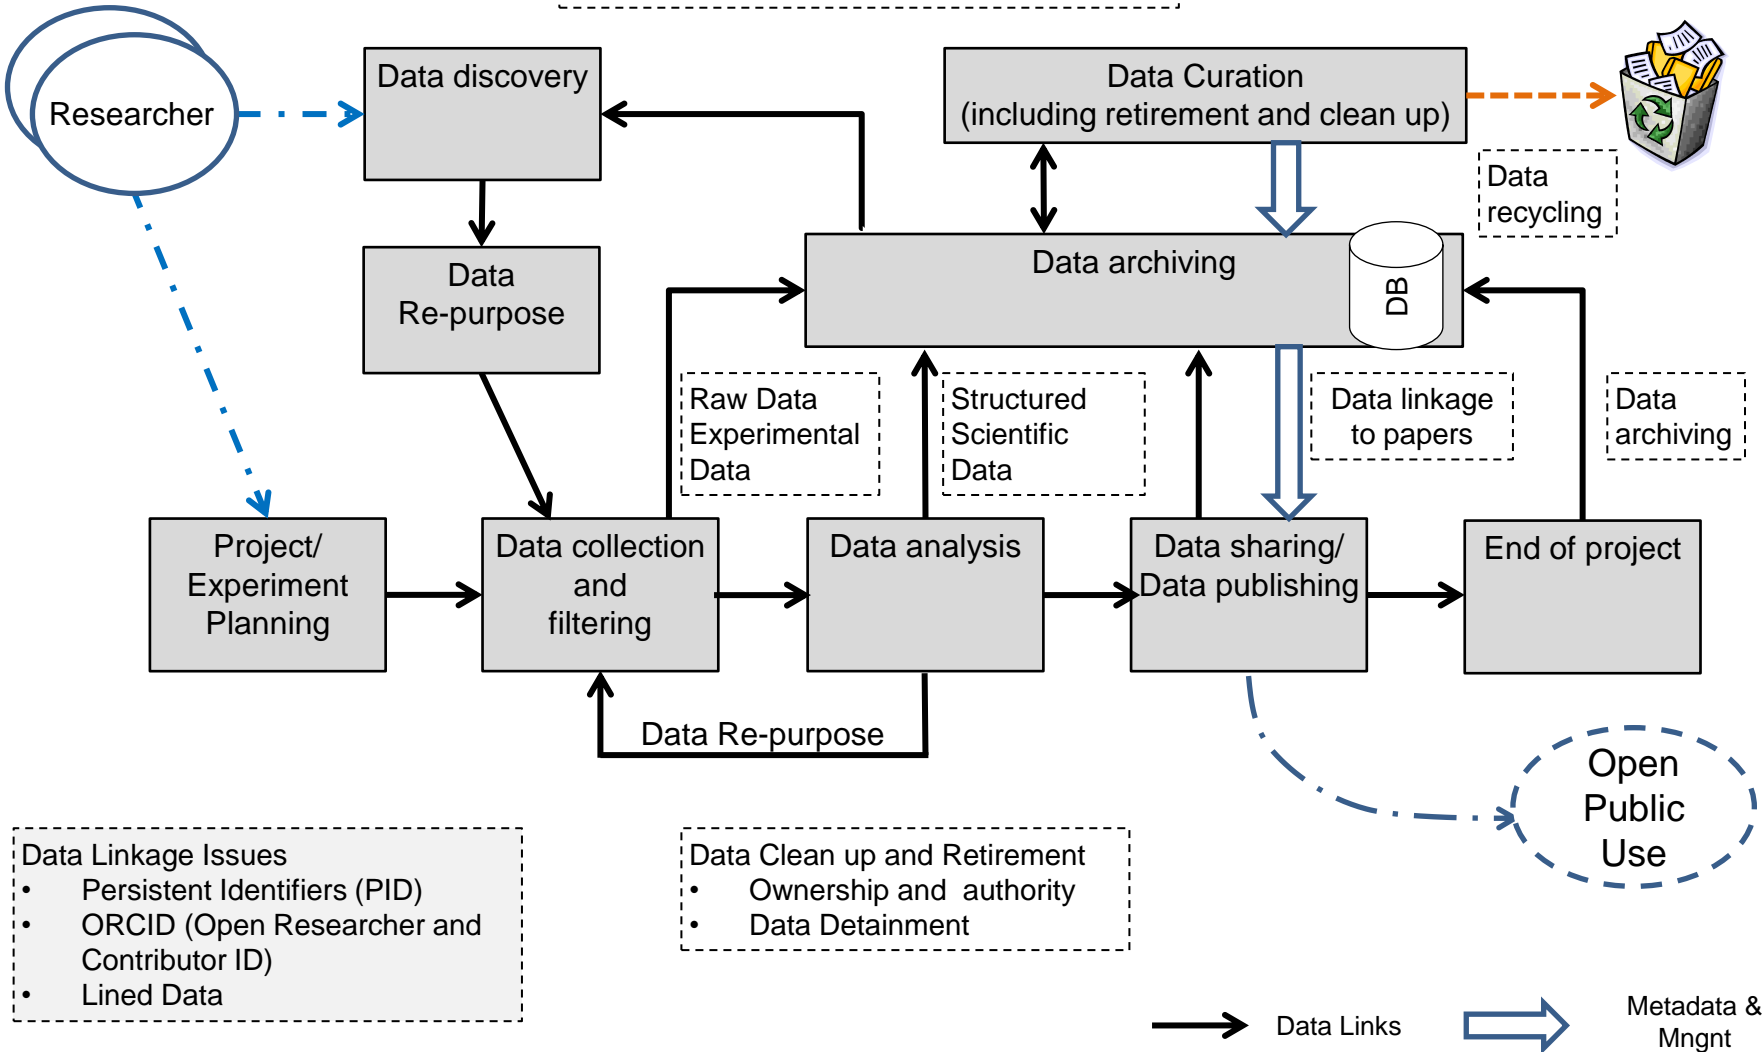 Researcher
Data discovery
Data Curation
(including retirement and clean up)
Data
recycling
Data
Re-purpose
Data archiving
DB
Raw Data
Experimental
Data
Structured
Scientific
Data
Data linkage
to papers
Data
archiving
Project/
Experiment
Planning
Data collection
and
filtering
Data analysis
Data sharing/
Data publishing
End of project
Data Re-purpose
Open
Public
Use
Data Linkage Issues
• Persistent Identifiers (PID)
• ORCID (Open Researcher and
Contributor ID)
• Lined Data
Data Clean up and Retirement
• Ownership and authority
• Data Detainment
Data Links
Metadata &
Mngnt